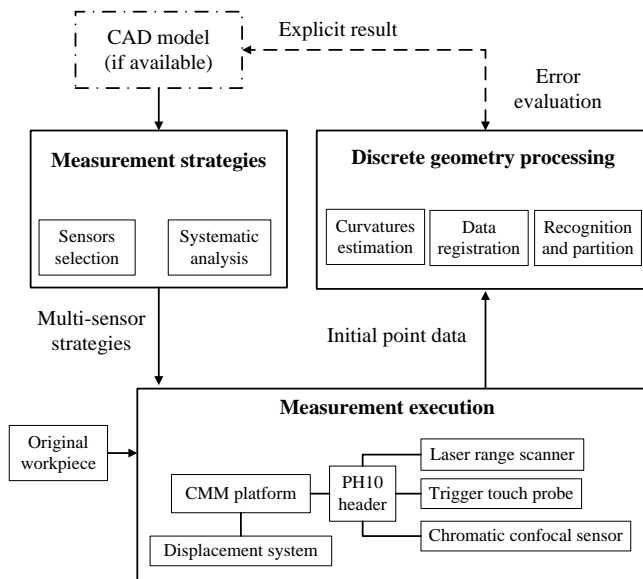 CAD model
(if available)
Explicit result
Error
evaluation
Measurement strategies
Sensors
selection
Systematic
analysis
Discrete geometry processing
Curvatures
estimation
Data
registration
Recognition
and partition
Multi-sensor
strategies
Initial point data
Measurement execution
Original
workpiece
CMM platform
PH10
header
Laser range scanner
Trigger touch probe
Chromatic confocal sensor
Displacement system